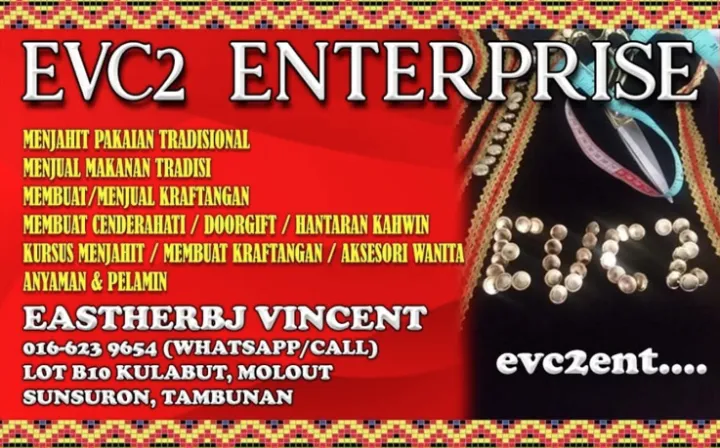 EVC2 ENTERPRISE
MENJAHIT PAKAIAN TRADISIONAL
MENJUAL MAKANAN TRADISI
MEMBUAT/MENJUAL KRAFTANGAN
MEMBUAT CENDERAHATI / DOORGIFT / HANTARAN KAHWIN
KURSUS MENJAHIT / MEMBUAT KRAFTANGAN / AKSESORI WANITA
ANYAMAN & PELAMIN
EASTHERBJ VINCENT
016-623 9654 (WHATSAPP/CALL)
LOT B10 KULABUT, MOLOUT
SUNSURON, TAMBUNAN
EVC2
evc2ent....